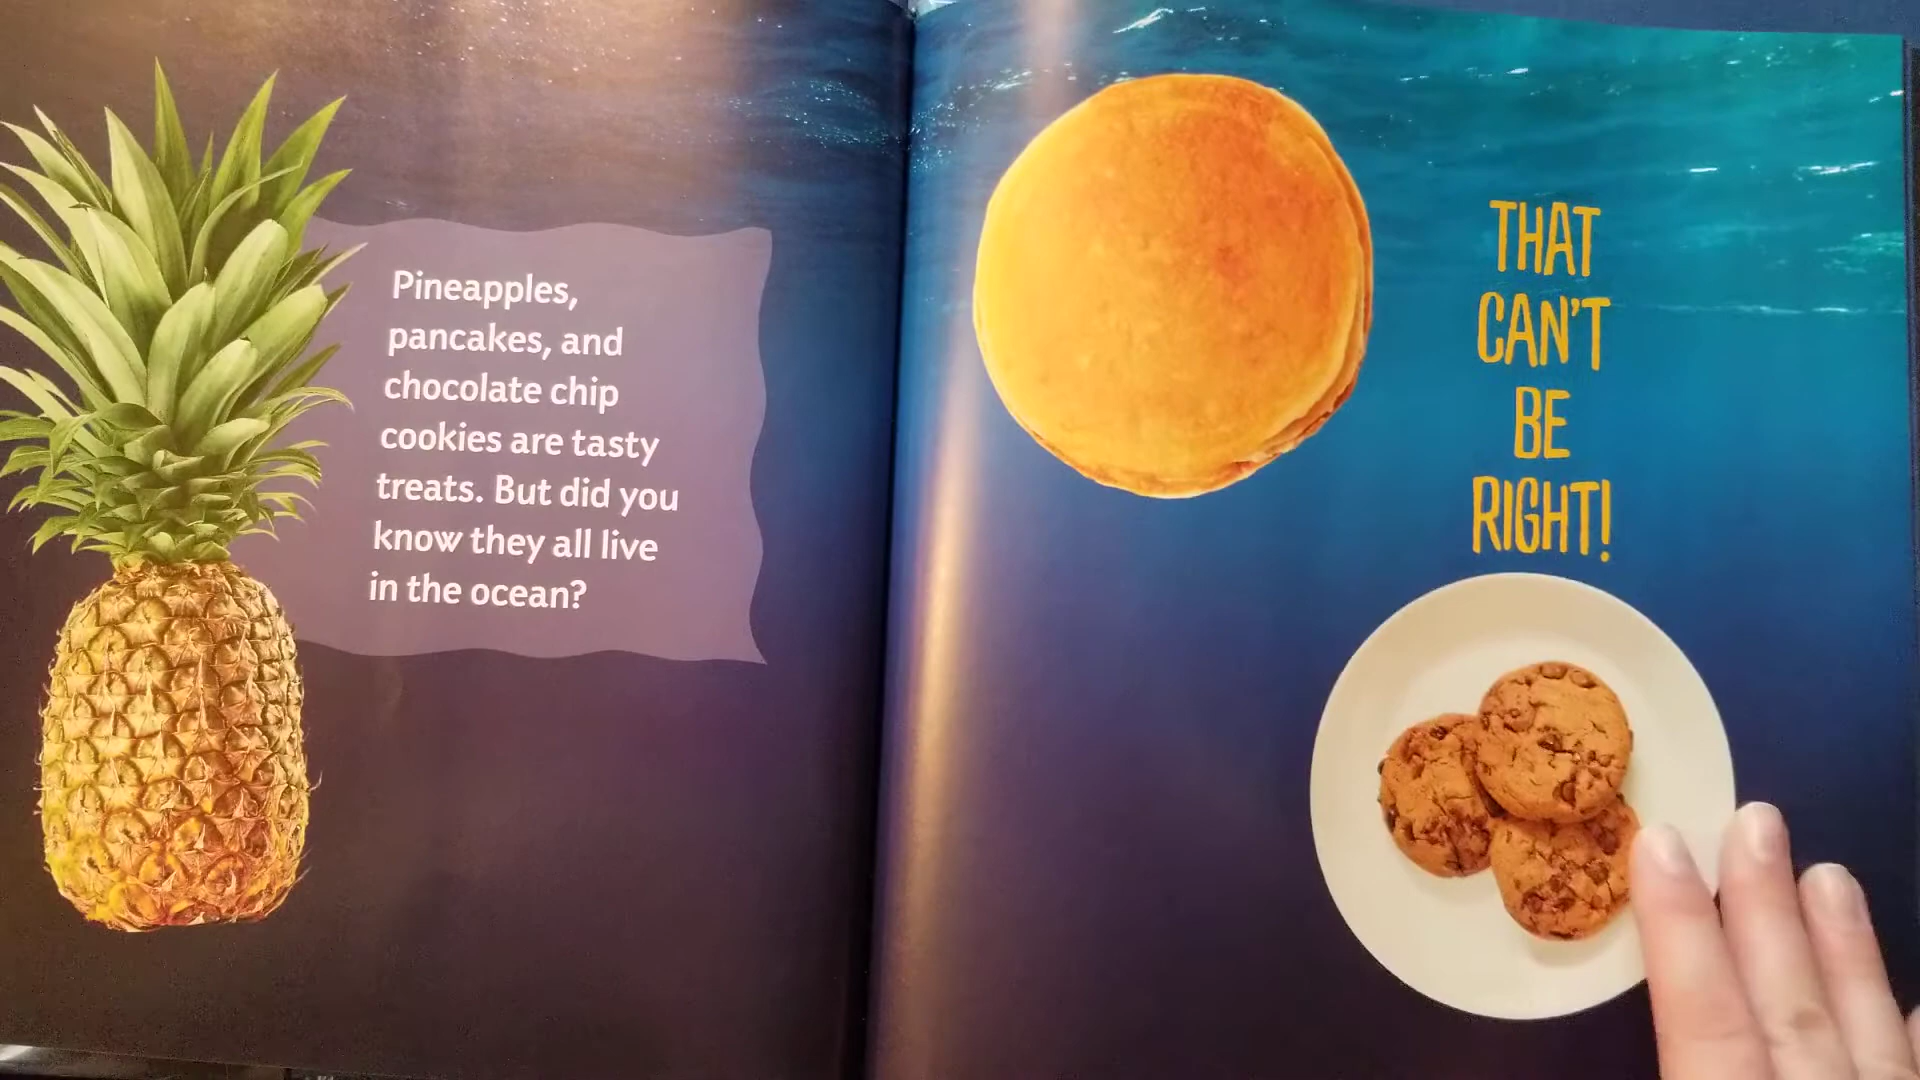 Pineapples,
pancakes, and
chocolate chip
cookies are tasty
treats. But did you
know they all live
in the ocean?
THAT
CAN'T
BE
RIGHT!